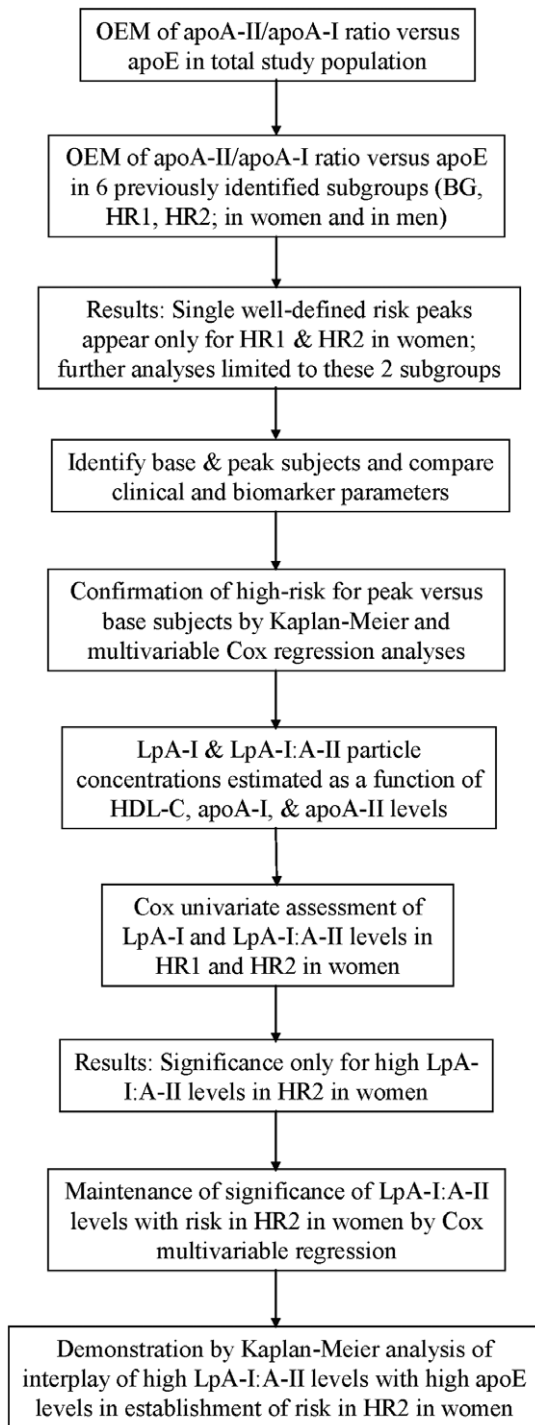 OEM of apoA-II/apoA-I ratio versus
apoE in total study population
OEM of apoA-II/apoA-I ratio versus apoE
in 6 previously identified subgroups (BG,
HR1, HR2; in women and in men)
Results: Single well-defined risk peaks
appear only for HR1 & HR2 in women;
further analyses limited to these 2 subgroups
Identify base & peak subjects and compare
clinical and biomarker parameters
Confirmation of high-risk for peak versus
base subjects by Kaplan-Meier and
multivariable Cox regression analyses
LpA-I & LpA-I:A-II particle
concentrations estimated as a function of
HDL-C, apoA-I, & apoA-II levels
Cox univariate assessment of
LpA-I and LpA-I:A-II levels in
HR1 and HR2 in women
Results: Significance only for high LpA-
I:A-II levels in HR2 in women
Maintenance of significance of LpA-I:A-II
levels with risk in HR2 in women by Cox
multivariable regression
Demonstration by Kaplan-Meier analysis of
interplay of high LpA-I:A-II levels with high apoE
levels in establishment of risk in HR2 in women